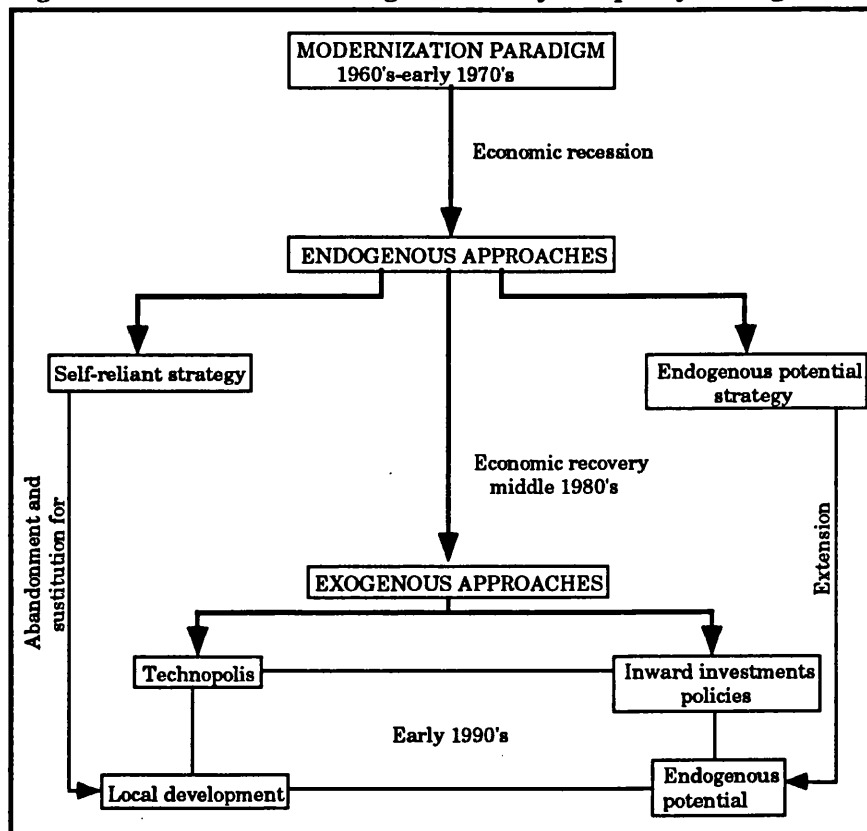 MODERNIZATION PARADIGM
1960's-early 1970's
Economic recession
ENDOGENOUS APPROACHES
Self-reliant strategy
Endogenous potential
strategy
Economic recovery
middle 1980's
Abandonment and
sustitution for
Extension
EXOGENOUS APPROACHES
Technopolis
Inward investments
policies
Early 1990's
Local development
Endogenous
potential